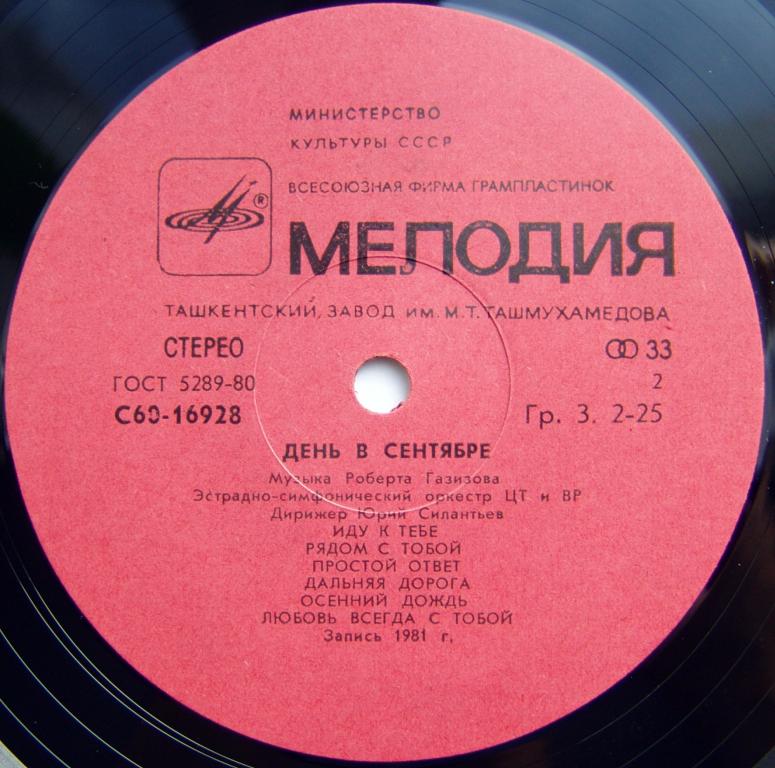 МИНИСТЕРСТВО
КУЛЬТУРЫ СССР
ВСЕСОЮЗНАЯ ФИРМА ГРАМПЛАСТИНОК
®
МЕЛОДИЯ
ТАШКЕНТСКИЙ ЗАВОД им. М.Т. ТАШМУХАМЕДОВА
СТЕРЕО 33
ГОСТ 5289-80 2
С60-16928 Гр. 3. 2-25
ДЕНЬ В СЕНТЯБРЕ
Музыка Роберта Газизова
Эстрадно-симфонический оркестр ЦТ и ВР
Дирижер Юрий Силантьев
ИДУ К ТЕБЕ
РЯДОМ С ТОБОЙ
ПРОСТОЙ ОТВЕТ
ДАЛЬНЯЯ ДОРОГА
ОСЕННИЙ ДОЖДЬ
ЛЮБОВЬ ВСЕГДА С ТОБОЙ
Запись 1981 г.